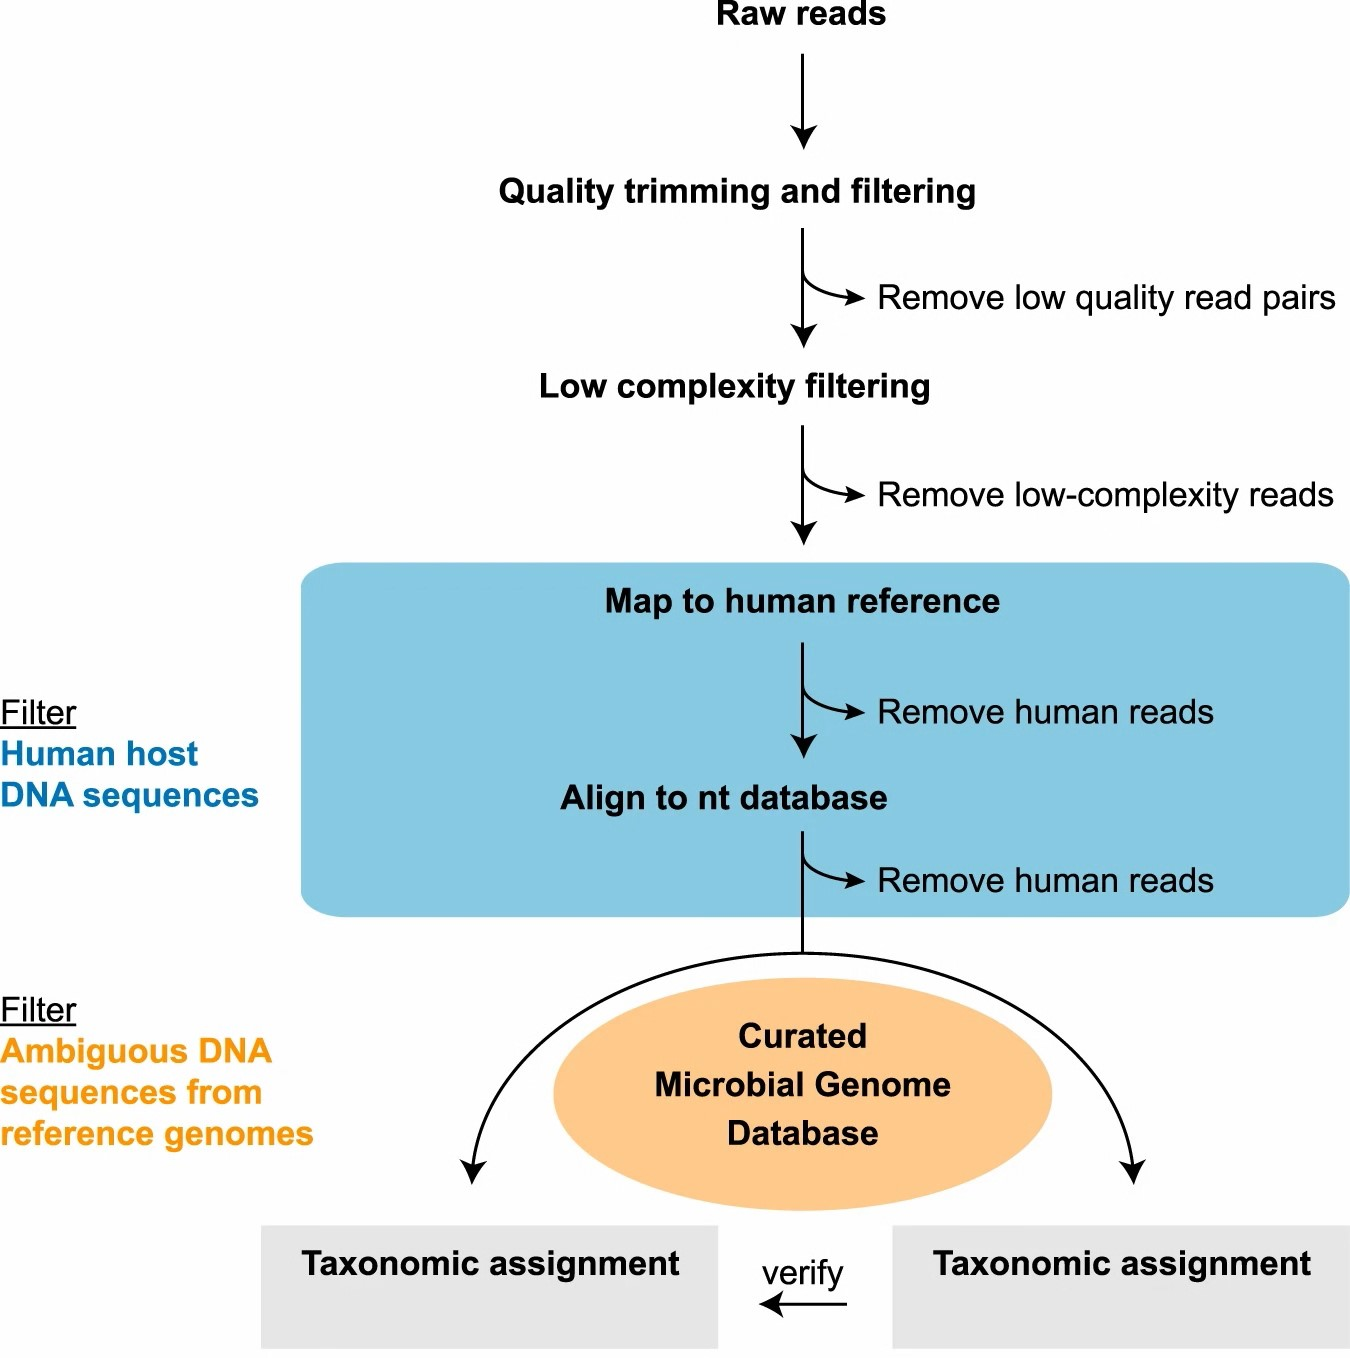 Raw reads
Quality trimming and filtering
Remove low quality read pairs
Low complexity filtering
Remove low-complexity reads
Map to human reference
Remove human reads
Filter
Human host
DNA sequences
Align to nt database
Remove human reads
Filter
Ambiguous DNA
sequences from
reference genomes
Curated
Microbial Genome
Database
Taxonomic assignment
verify
Taxonomic assignment